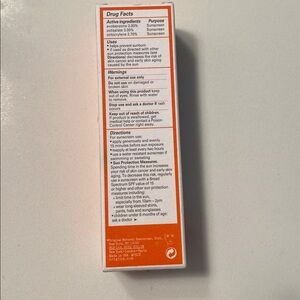 Drug Facts
Active ingredients Purpose
avobenzone 3.00% Sunscreen
octisalate 5.00% Sunscreen
octocrylene 2.70% Sunscreen
Uses
• helps prevent sunburn
• if used as directed with other
sun protection measures (see
Directions) decreases the risk of
skin cancer and early skin aging
caused by the sun
Warnings
For external use only
Do not use on damaged or
broken skin
When using this product keep
out of eyes. Rinse with water
to remove.
Stop use and ask a doctor if rash
occurs
Keep out of reach of children.
If product is swallowed, get
medical help or contact a Poison
Control Center right away.
Directions
For sunscreen use:
• apply generously and evenly
15 minutes before sun exposure
• reapply at least every two hours
• use a water resistant sunscreen if
swimming or sweating
• Sun Protection Measures.
Spending time in the sun increases
your risk of skin cancer and early skin
aging. To decrease this risk, regularly
use a sunscreen with a Broad
Spectrum SPF value of 15
or higher and other sun protection
measures including:
• limit time in the sun,
especially from 10am – 2pm
• wear long-sleeved shirts,
pants, hats and sunglasses
• children under 6 months of age:
ask a doctor ►